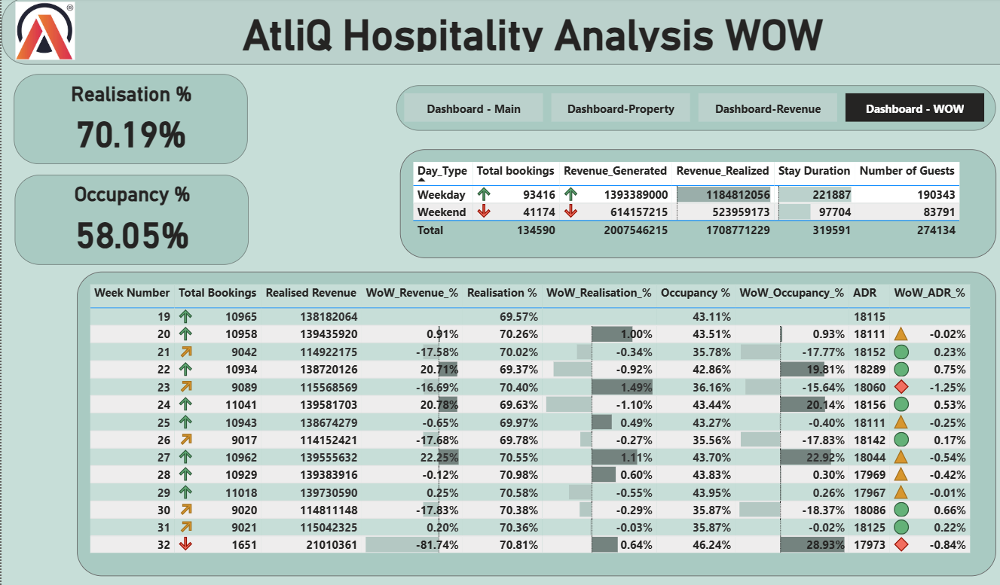 AtliQ Hospitality Analysis WOW
®
Realisation %
70.19%
Occupancy %
58.05%
Dashboard - Main Dashboard-Property Dashboard-Revenue Dashboard - WOW
Day_Type Total bookings Revenue_Generated Revenue_Realized Stay Duration Number of Guests
Weekday 93416 1393389000 1184812056 221887 190343
Weekend 41174 614157215 523959173 97704 83791
Total 134590 2007546215 1708771229 319591 274134
Week Number Total Bookings Realised Revenue WoW_Revenue_% Realisation % WoW_Realisation_% Occupancy % WoW_Occupancy_% ADR WoW_ADR_%
19 10965 138182064 69.57% 43.11% 18115
20 10958 139435920 0.91% 70.26% 1.00% 43.51% 0.93% 18111 -0.02%
21 9042 114922175 -17.58% 70.02% -0.34% 35.78% -17.77% 18152 0.23%
22 10934 138720126 20.71% 69.37% -0.92% 42.86% 19.81% 18289 0.75%
23 9089 115568569 -16.69% 70.40% 1.49% 36.16% -15.64% 18060 -1.25%
24 11041 139581703 20.78% 69.63% -1.10% 43.44% 20.14% 18156 0.53%
25 10943 138674279 -0.65% 69.97% 0.49% 43.27% -0.40% 18111 -0.25%
26 9017 114152421 -17.68% 69.78% -0.27% 35.56% -17.83% 18142 0.17%
27 10962 139555632 22.25% 70.55% 1.11% 43.70% 22.92% 18044 -0.54%
28 10929 139383916 -0.12% 70.98% 0.60% 43.83% 0.30% 17969 -0.42%
29 11018 139730590 0.25% 70.58% -0.55% 43.95% 0.26% 17967 -0.01%
30 9020 114811148 -17.83% 70.38% -0.29% 35.87% -18.37% 18086 0.66%
31 9021 115042325 0.20% 70.36% -0.03% 35.87% -0.02% 18125 0.22%
32 1651 21010361 -81.74% 70.81% 0.64% 46.24% 28.93% 17973 -0.84%